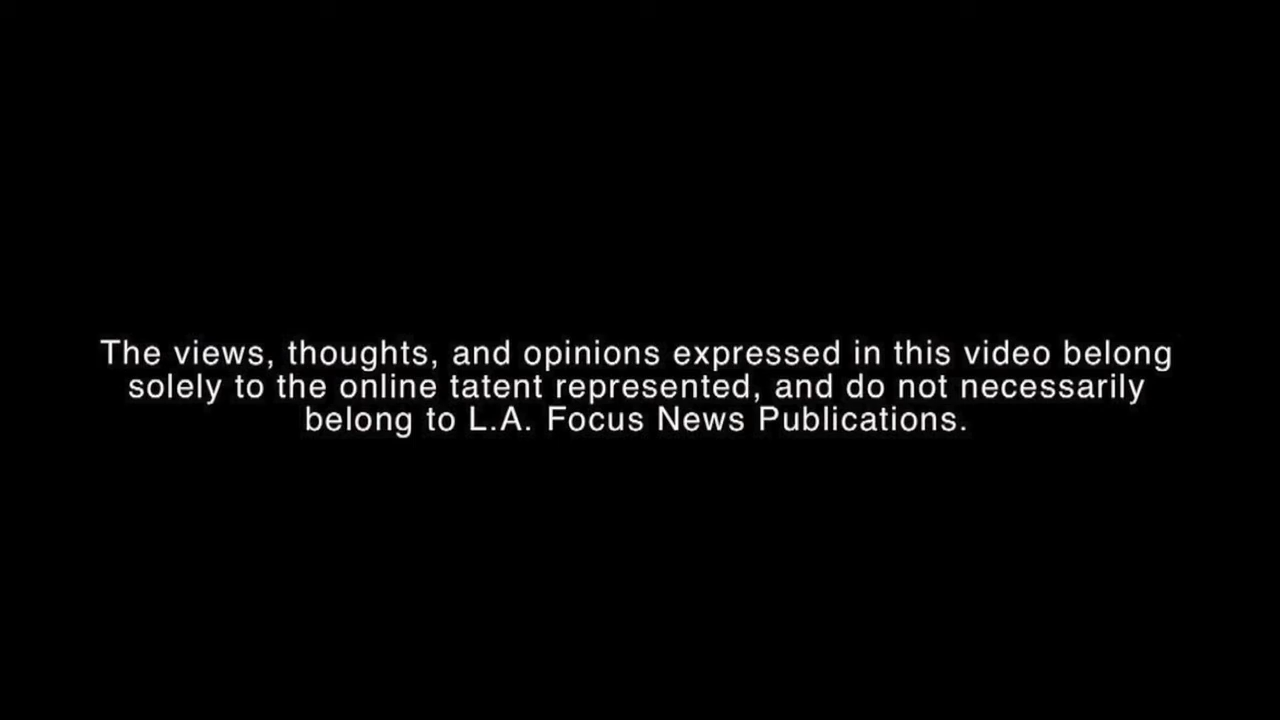 The views, thoughts, and opinions expressed in this video belong
solely to the online tatent represented, and do not necessarily
belong to L.A. Focus News Publications.